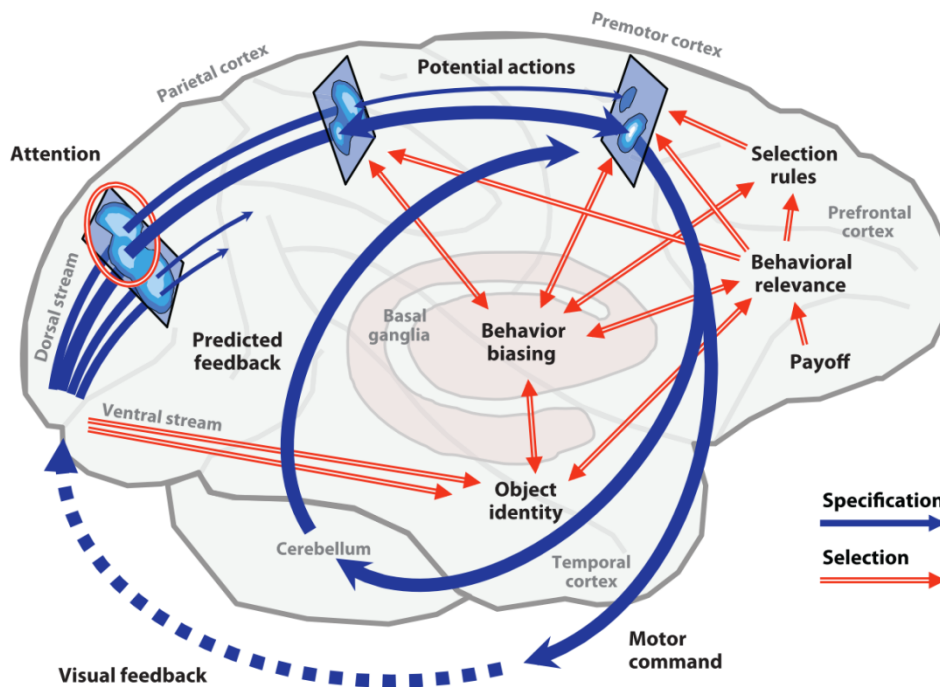 Premotor cortex
Parietal cortex
Potential actions
Attention
Selection
rules
Prefrontal
cortex
Behavioral
relevance
Dorsal stream
Predicted
feedback
Basal
ganglia
Behavior
biasing
Payoff
Ventral stream
Object
identity
Specification
Cerebellum
Selection
Temporal
cortex
Motor
command
Visual feedback